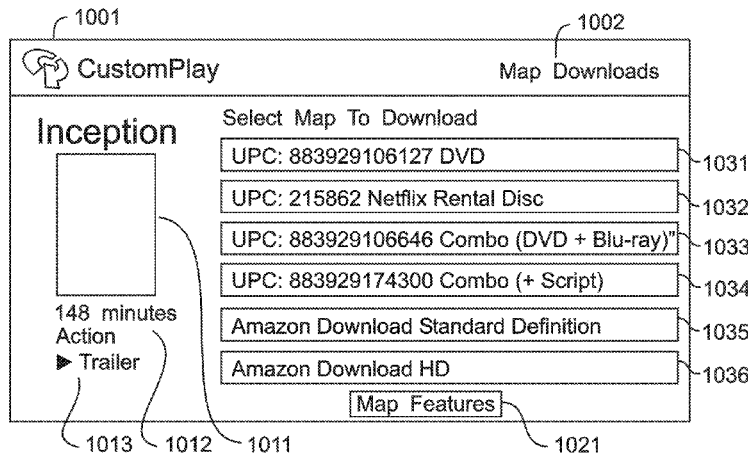 1001
1002
CustomPlay
Map Downloads
Inception
Select Map To Download
UPC: 883929106127 DVD
1031
UPC: 215862 Netflix Rental Disc
1032
UPC: 883929106646 Combo (DVD + Blu-ray)"
1033
UPC: 883929174300 Combo (+ Script)
1034
148 minutes
Action
▶ Trailer
Amazon Download Standard Definition
1035
Amazon Download HD
1036
Map Features
1013
1012
1011
1021